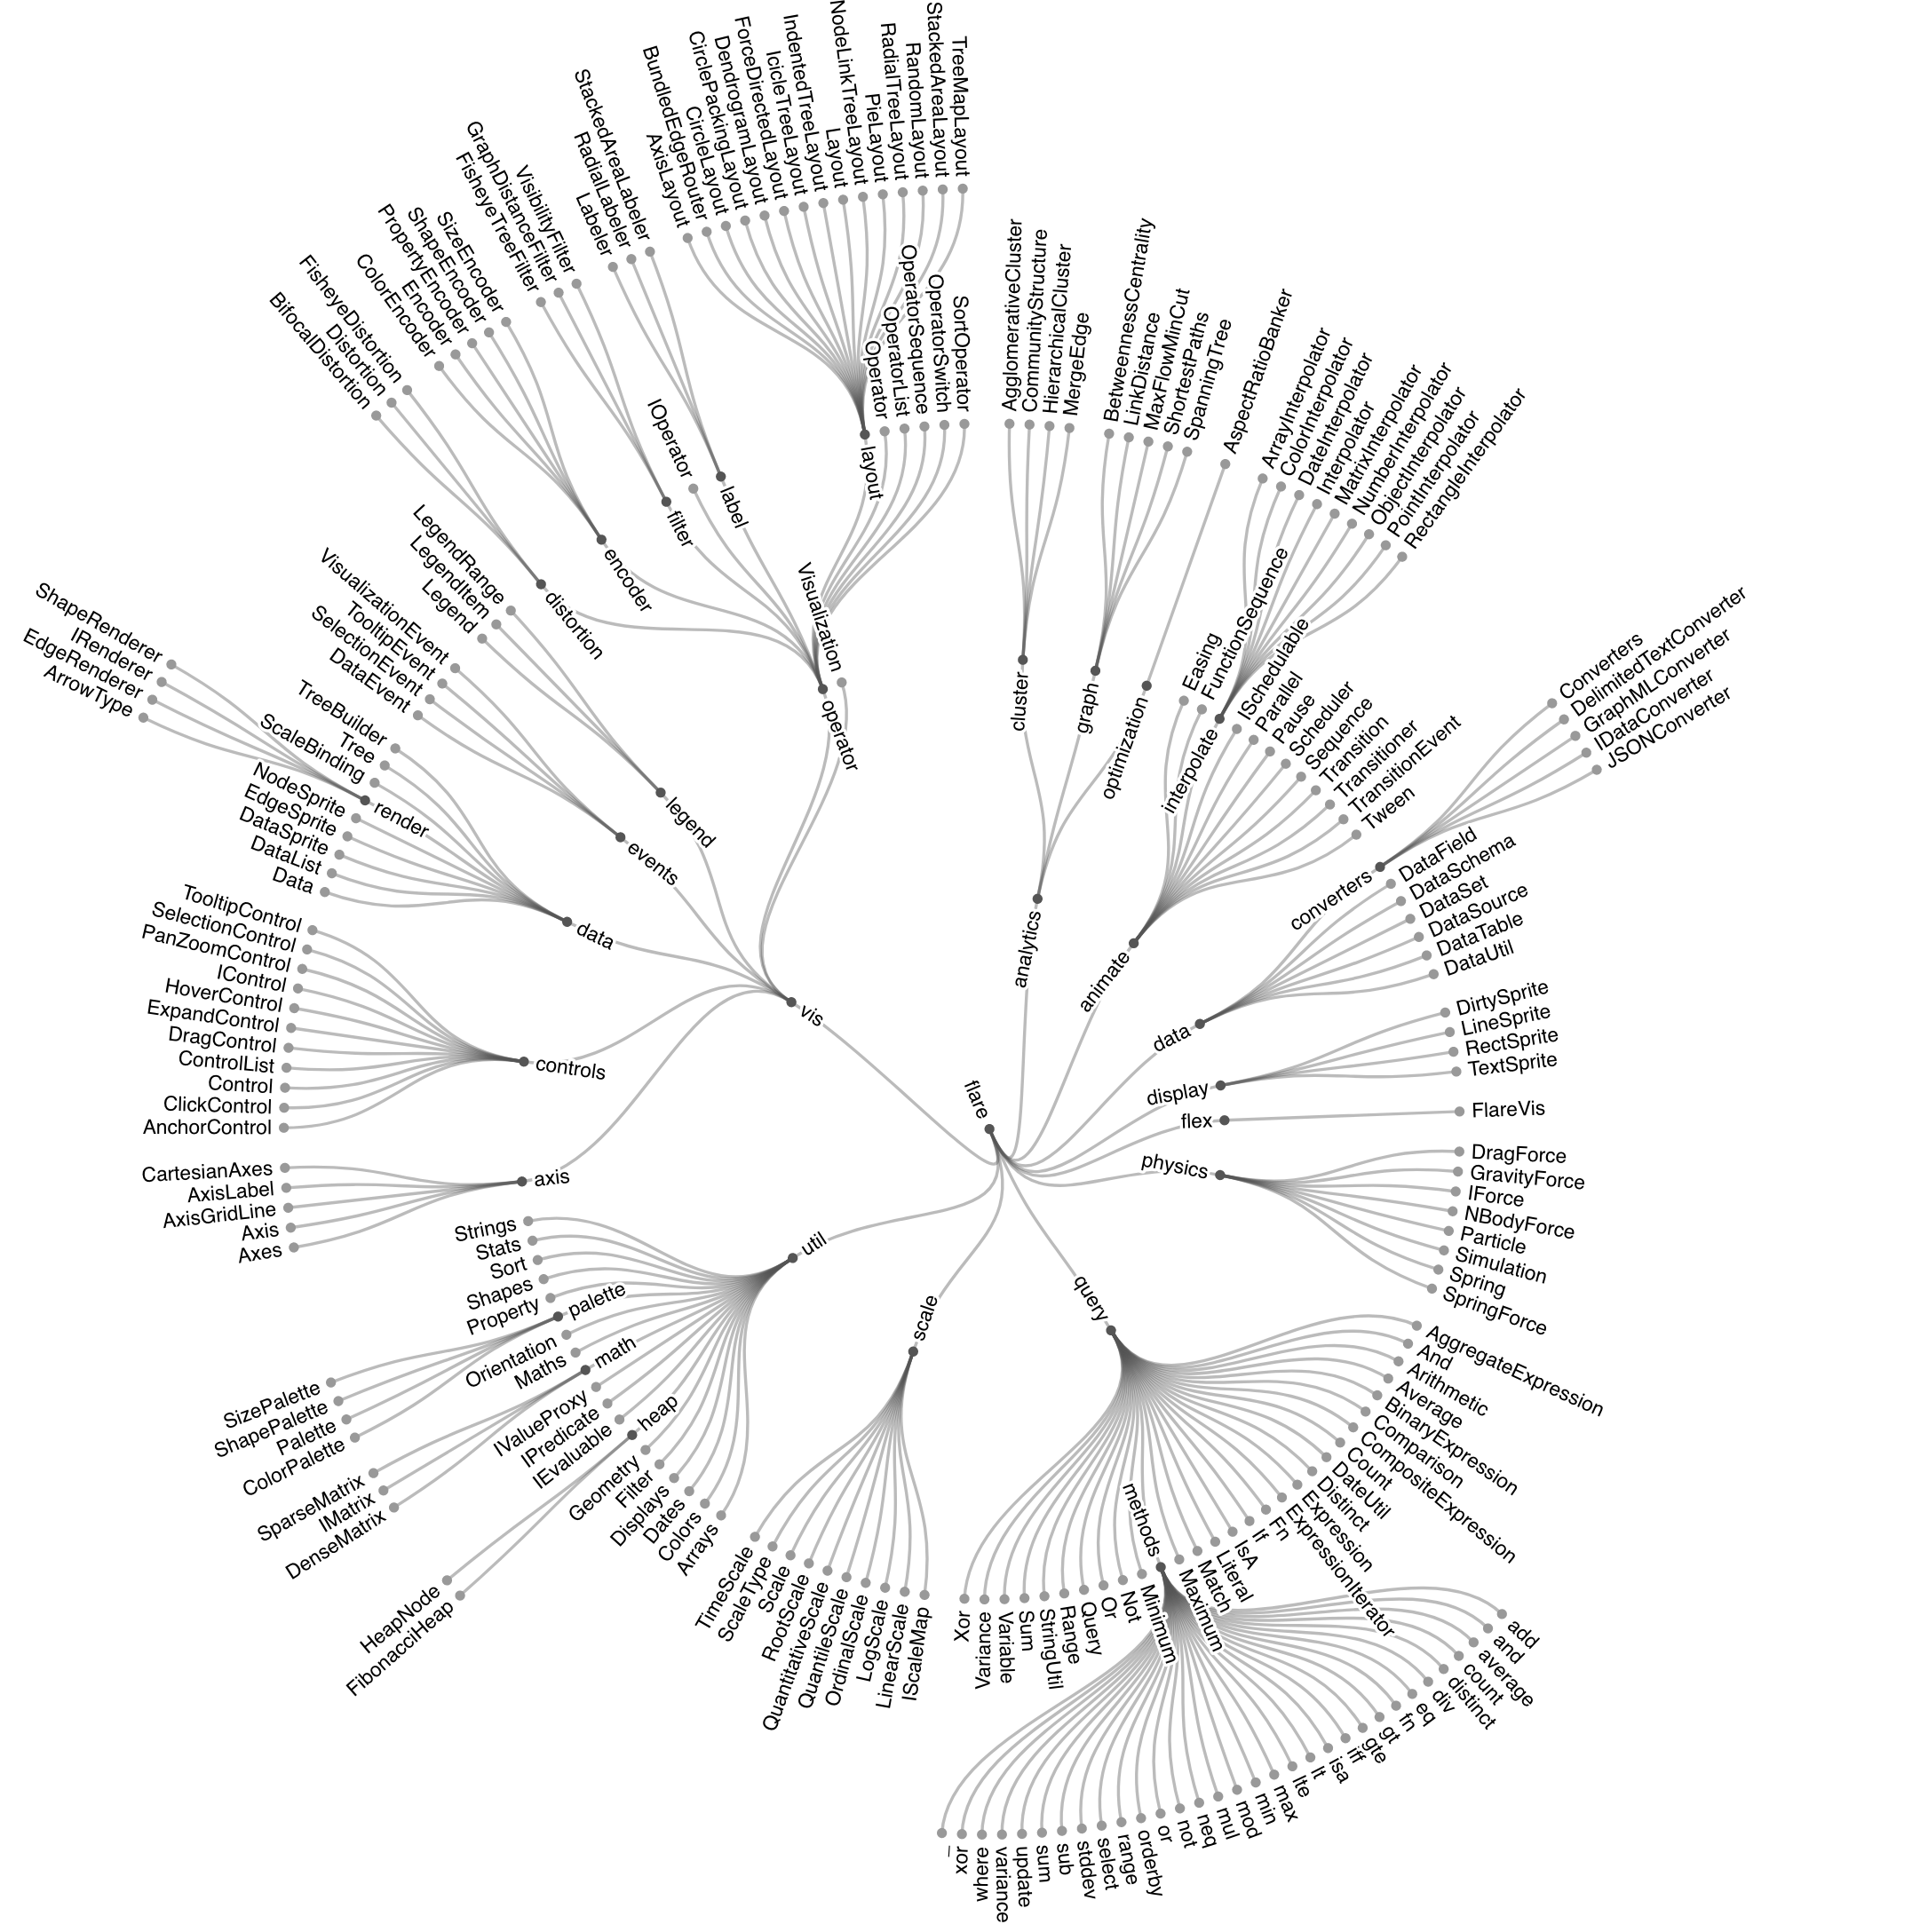 flare
analytics
cluster
AgglomerativeCluster
CommunityStructure
HierarchicalCluster
MergeEdge
graph
BetweennessCentrality
LinkDistance
MaxFlowMinCut
ShortestPaths
SpanningTree
optimization
AspectRatioBanker
animate
Easing
FunctionSequence
interpolate
ArrayInterpolator
ColorInterpolator
DateInterpolator
Interpolator
MatrixInterpolator
NumberInterpolator
ObjectInterpolator
PointInterpolator
RectangleInterpolator
ISchedulable
Parallel
Pause
Scheduler
Sequence
Transition
Transitioner
TransitionEvent
Tween
data
converters
Converters
DelimitedTextConverter
GraphMLConverter
IDataConverter
JSONConverter
DataField
DataSchema
DataSet
DataSource
DataTable
DataUtil
display
DirtySprite
LineSprite
RectSprite
TextSprite
flex
FlareVis
physics
DragForce
GravityForce
IForce
NBodyForce
Particle
Simulation
Spring
SpringForce
query
AggregateExpression
And
Arithmetic
Average
BinaryExpression
Comparison
CompositeExpression
Count
DateUtil
Distinct
Expression
ExpressionIterator
Fn
If
IsA
Literal
Match
Maximum
methods
add
and
average
count
distinct
div
eq
fn
gt
gte
iff
isa
lt
lte
max
min
mod
mul
neq
not
or
orderby
range
select
stddev
sub
sum
update
variance
where
xor
_
Minimum
Not
Or
Query
Range
StringUtil
Sum
Variable
Variance
Xor
scale
IScaleMap
LinearScale
LogScale
OrdinalScale
QuantileScale
QuantitativeScale
RootScale
Scale
ScaleType
TimeScale
util
Arrays
Colors
Dates
Displays
Filter
Geometry
heap
FibonacciHeap
HeapNode
IEvaluable
IPredicate
IValueProxy
math
DenseMatrix
IMatrix
SparseMatrix
Maths
Orientation
palette
ColorPalette
Palette
ShapePalette
SizePalette
Property
Shapes
Sort
Stats
Strings
vis
axis
Axes
Axis
AxisGridLine
AxisLabel
CartesianAxes
controls
AnchorControl
ClickControl
Control
ControlList
DragControl
ExpandControl
HoverControl
IControl
PanZoomControl
SelectionControl
TooltipControl
data
Data
DataList
DataSprite
EdgeSprite
NodeSprite
render
ArrowType
EdgeRenderer
IRenderer
ShapeRenderer
ScaleBinding
Tree
TreeBuilder
events
DataEvent
SelectionEvent
TooltipEvent
VisualizationEvent
legend
Legend
LegendItem
LegendRange
operator
distortion
BifocalDistortion
Distortion
FisheyeDistortion
encoder
ColorEncoder
Encoder
PropertyEncoder
ShapeEncoder
SizeEncoder
filter
FisheyeTreeFilter
GraphDistanceFilter
VisibilityFilter
IOperator
label
Labeler
RadialLabeler
StackedAreaLabeler
layout
AxisLayout
BundledEdgeRouter
CircleLayout
CirclePackingLayout
DendrogramLayout
ForceDirectedLayout
IcicleTreeLayout
IndentedTreeLayout
Layout
NodeLinkTreeLayout
PieLayout
RadialTreeLayout
RandomLayout
StackedAreaLayout
TreeMapLayout
Operator
OperatorList
OperatorSequence
OperatorSwitch
SortOperator
Visualization